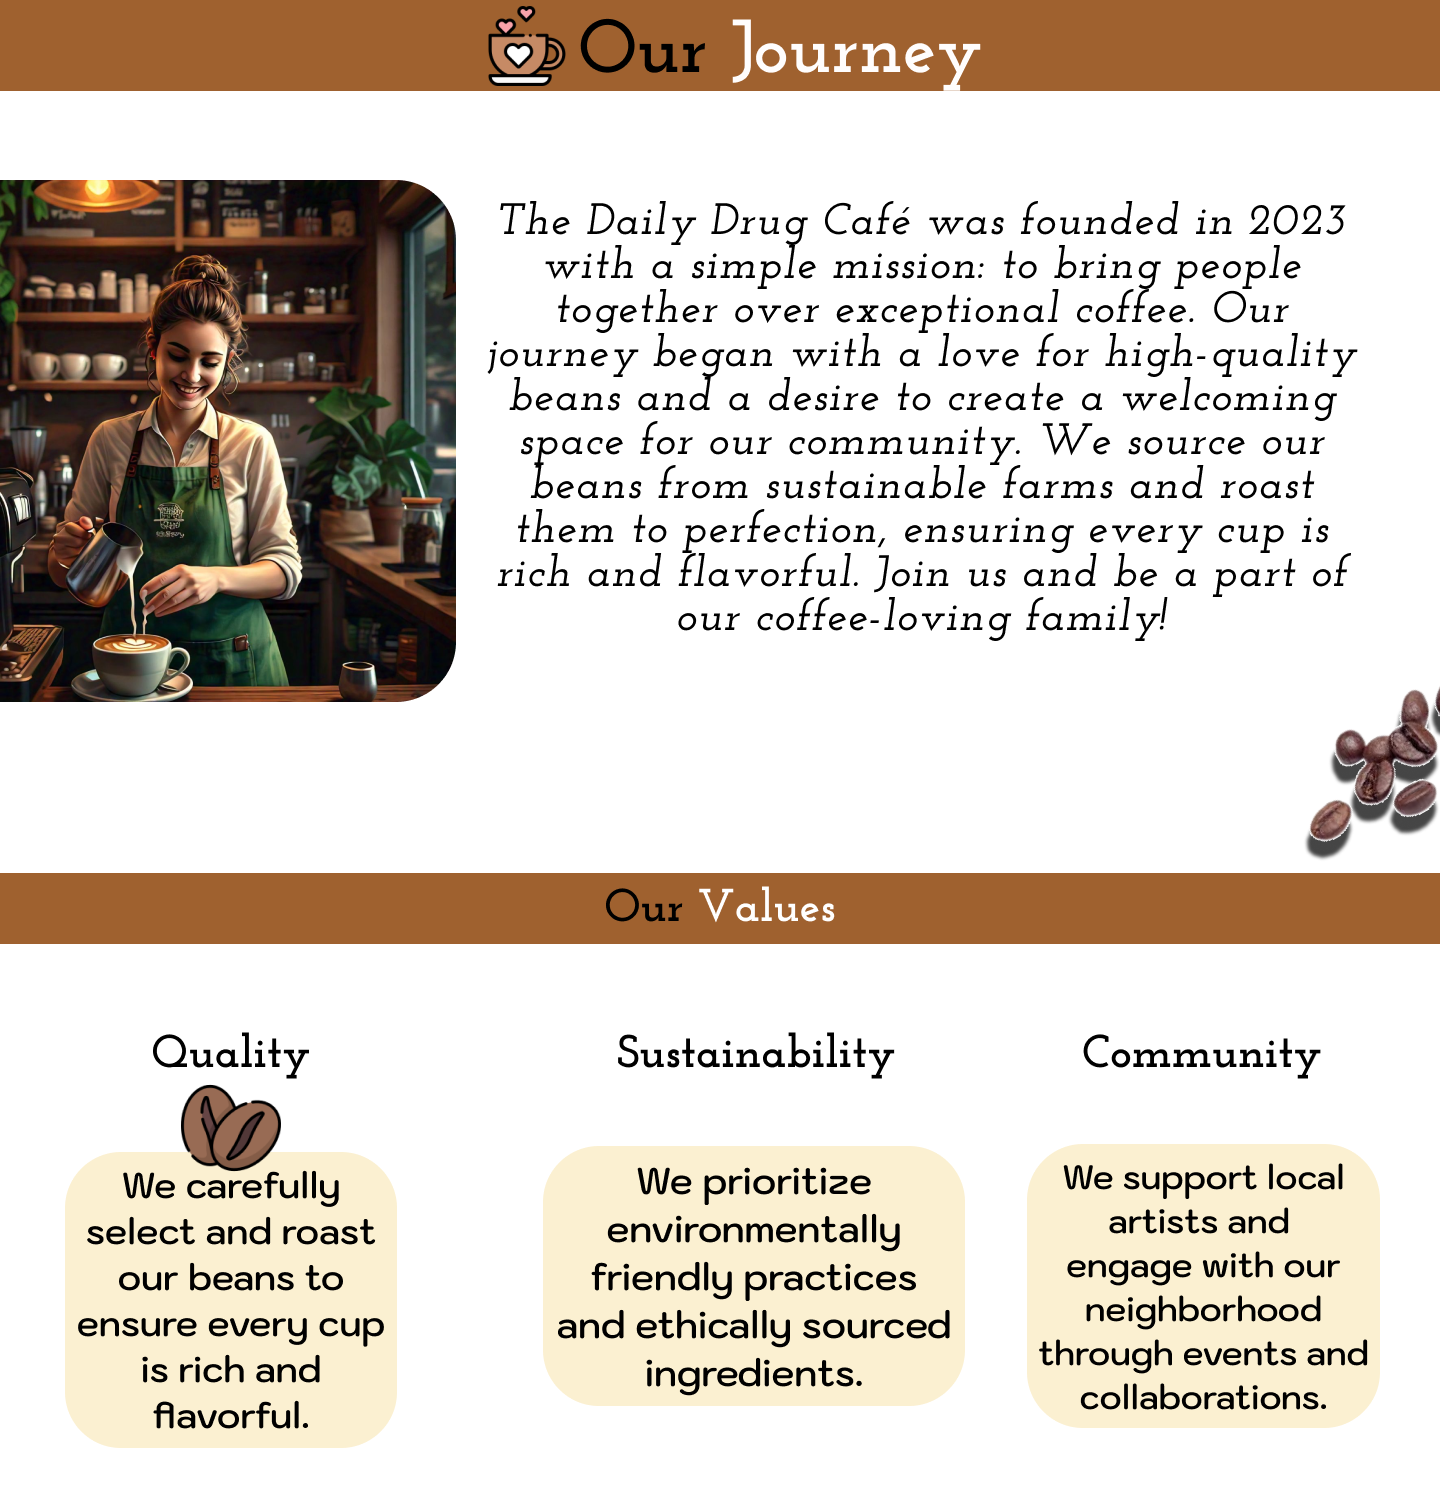 Our Journey
The Daily Drug Café was founded in 2023
with a simple mission: to bring people
together over exceptional coffee. Our
journey began with a love for high-quality
beans and a desire to create a welcoming
space for our community. We source our
beans from sustainable farms and roast
them to perfection, ensuring every cup is
rich and flavorful. Join us and be a part of
our coffee-loving family!
Our Values
Quality
We carefully
select and roast
our beans to
ensure every cup
is rich and
flavorful.
Sustainability
We prioritize
environmentally
friendly practices
and ethically sourced
ingredients.
Community
We support local
artists and
engage with our
neighborhood
through events and
collaborations.